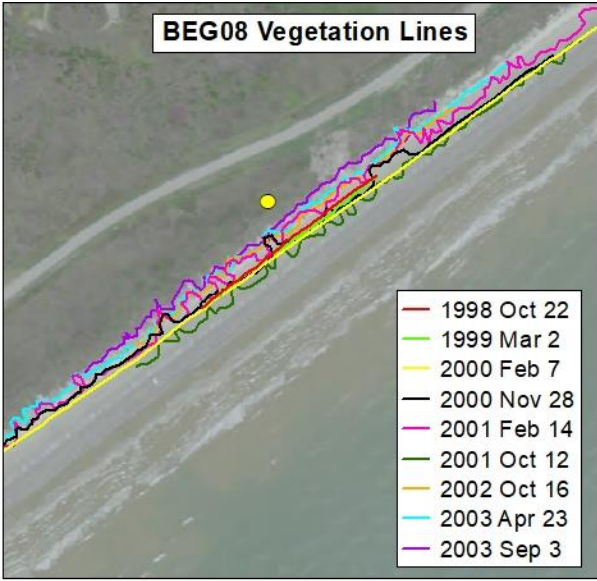 BEG08 Vegetation Lines
1998 Oct 22
1999 Mar 2
2000 Feb 7
2000 Nov 28
2001 Feb 14
2001 Oct 12
2002 Oct 16
2003 Apr 23
2003 Sep 3